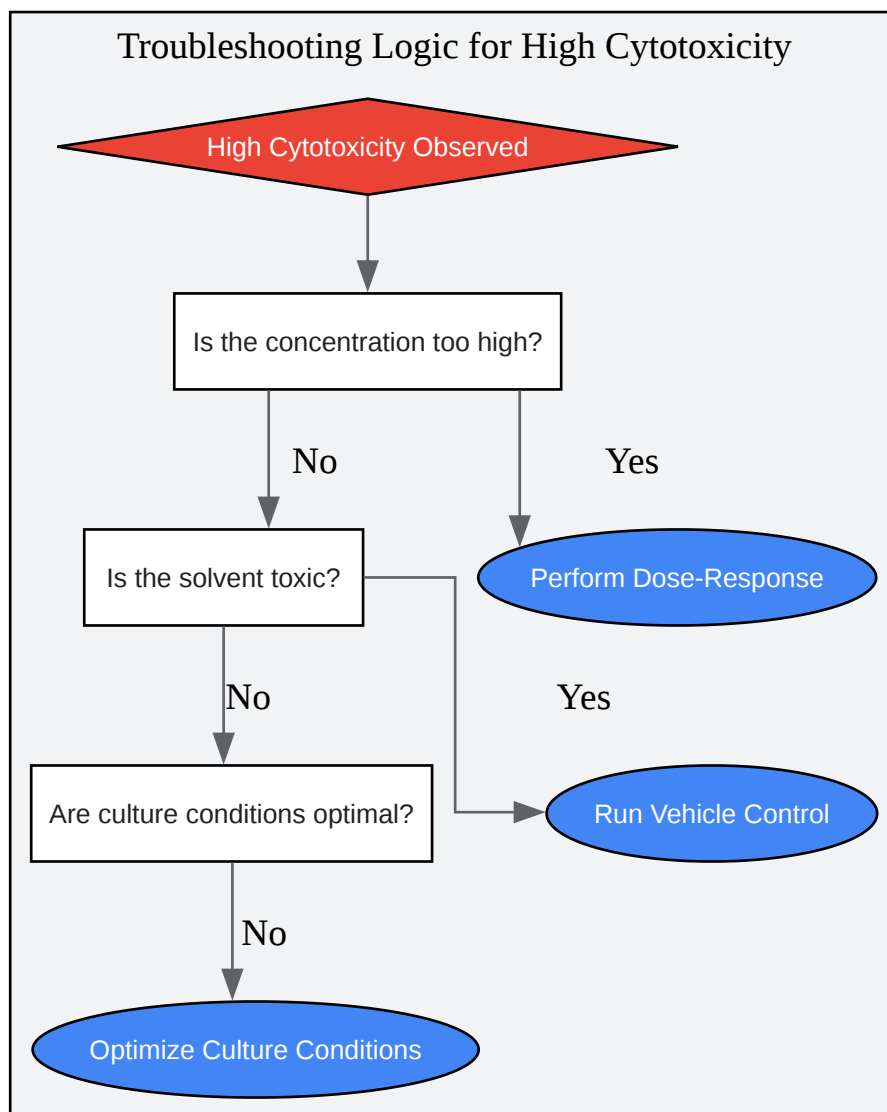 Troubleshooting Logic for High Cytotoxicity
High Cytotoxicity Observed
Is the concentration too high?
No
Yes
Is the solvent toxic?
Perform Dose-Response
No
Yes
Are culture conditions optimal?
Run Vehicle Control
No
Optimize Culture Conditions